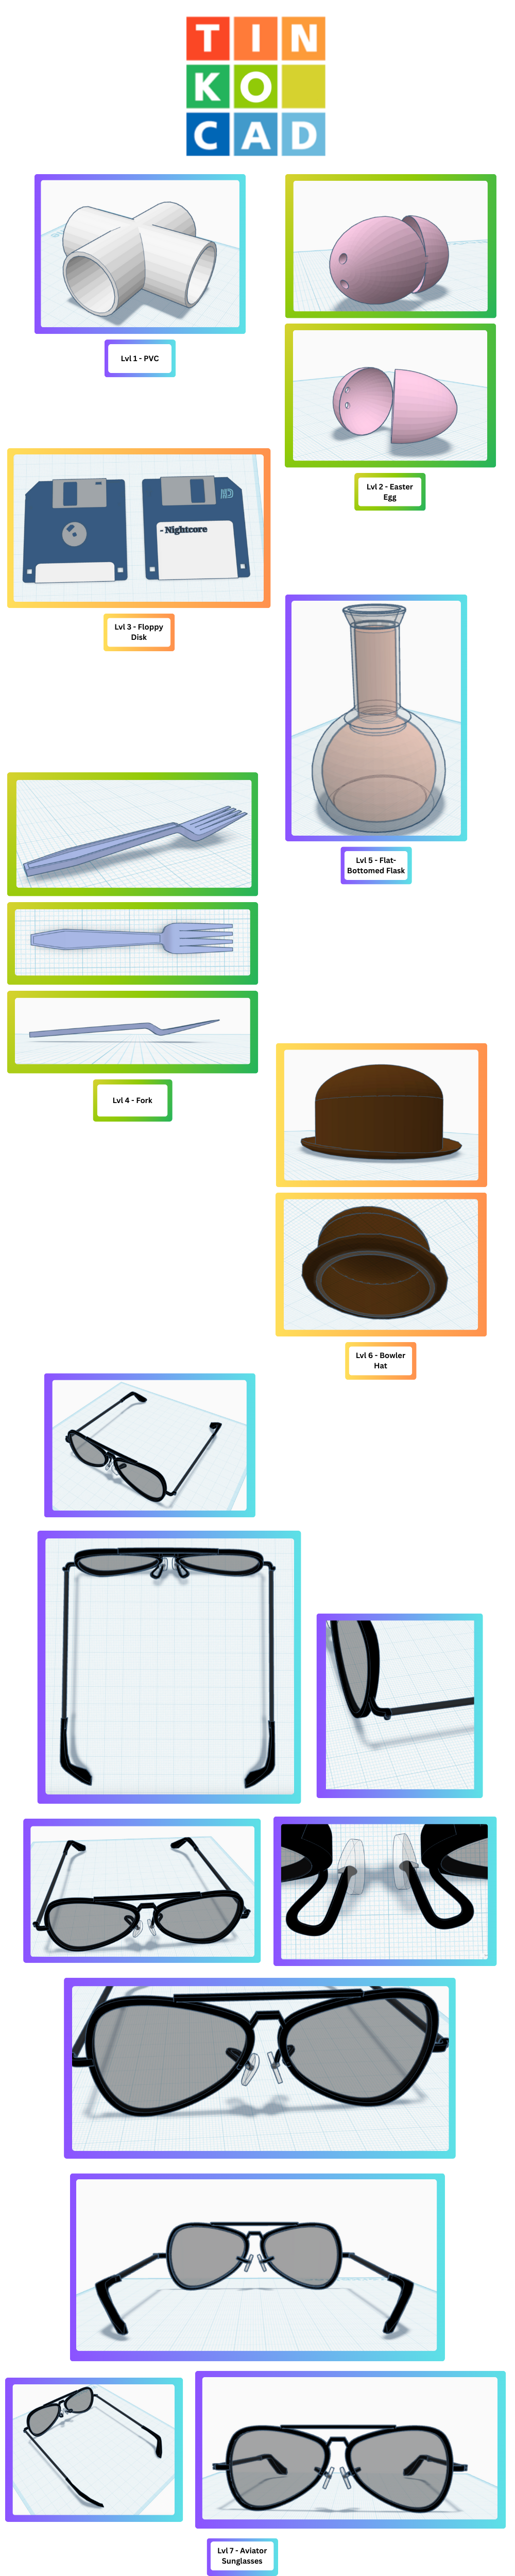 TIN
KO
CAD
Lvl 1 - PVC
Lvl 2 - Easter
Egg
- Nightcore
Lvl 3 - Floppy
Disk
Lvl 5 - Flat-
Bottomed Flask
Lvl 4 - Fork
Lvl 6 - Bowler
Hat
Lvl 7 - Aviator
Sunglasses